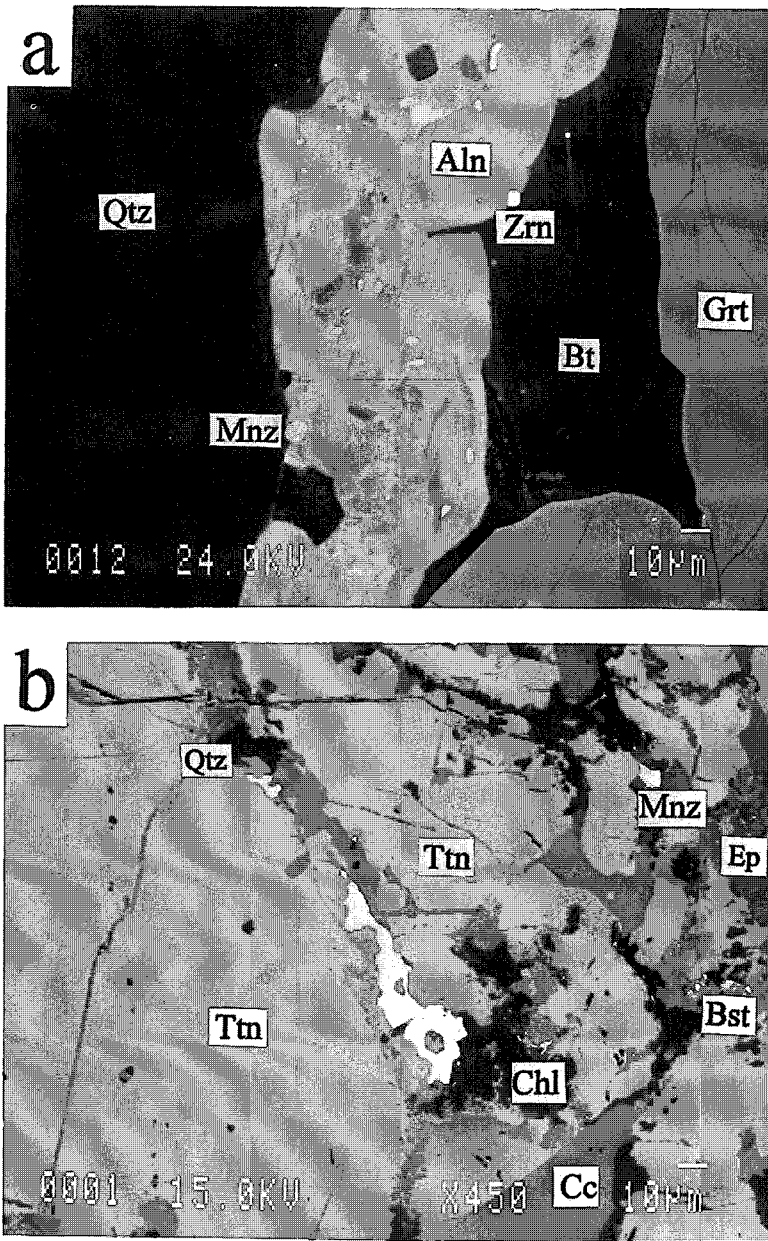 a
Aln
Qtz
Zrn
Grt
Bt
Mnz
0012 24.0KV 10µm
b
Qtz
Mnz
Ttn
Ep
Bst
Ttn
Chl
Cc
0001 15.0KV X450 10µm